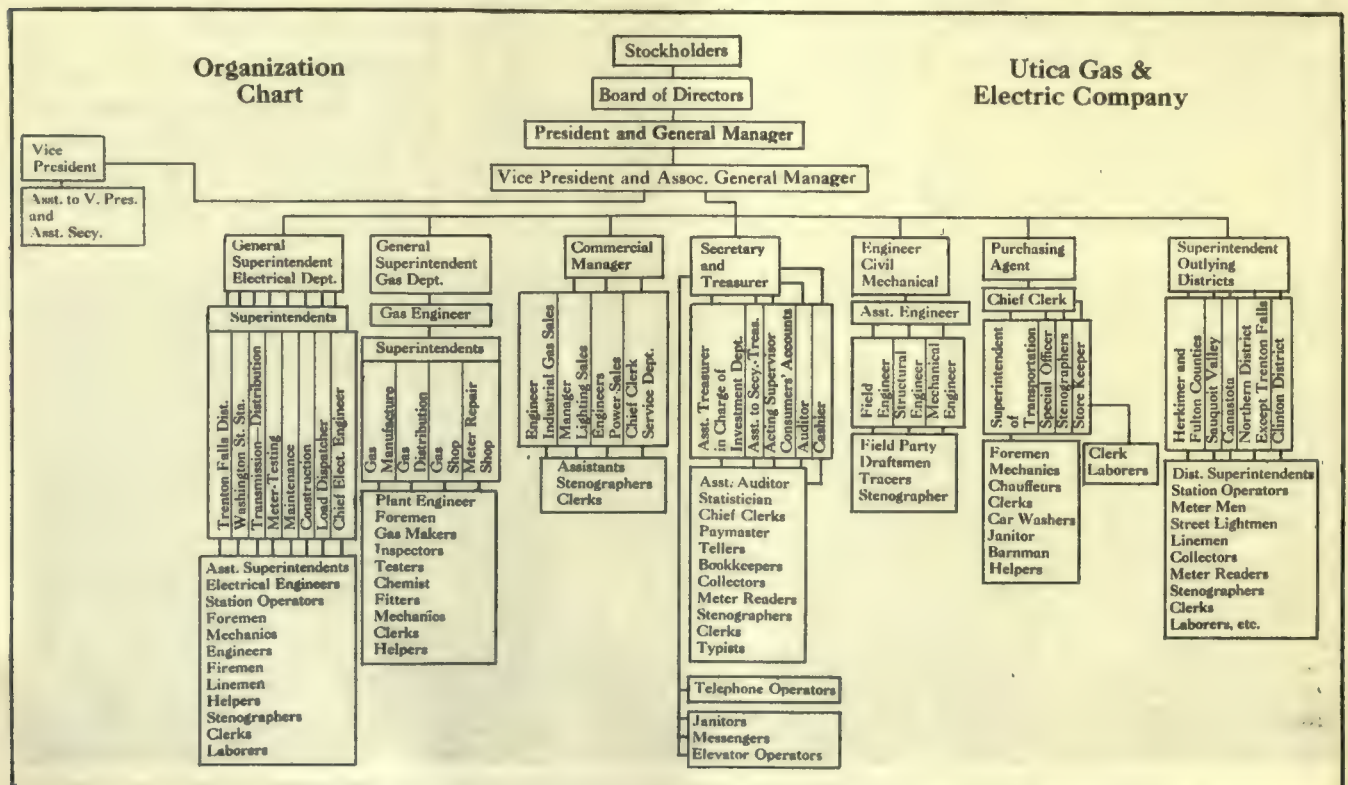 Organization
Chart
Utica Gas &
Electric Company
Stockholders
Board of Directors
President and General Manager
Vice President and Assoc. General Manager
Vice
President
Asst. to V. Pres.
and
Asst. Secy.
General
Superintendent
Electrical Dept.
Superintendents
Trenton Falls Dist.
Washington St. Sta.
Transmission—Distribution
Meter-Testing
Maintenance
Construction
Load Dispatcher
Chief Elect. Engineer
Asst. Superintendents
Electrical Engineers
Station Operators
Foremen
Mechanics
Engineers
Firemen
Linemen
Helpers
Stenographers
Clerks
Laborers
General
Superintendent
Gas Dept.
Gas Engineer
Superintendents
Gas
Manufacture
Gas
Distribution
Gas
Shop
Meter Repair
Shop
Plant Engineer
Foremen
Gas Makers
Inspectors
Testers
Chemist
Fitters
Mechanics
Clerks
Helpers
Commercial
Manager
Engineer
Industrial Gas Sales
Manager
Lighting Sales
Engineers
Power Sales
Chief Clerk
Service Dept.
Assistants
Stenographers
Clerks
Secretary
and
Treasurer
Asst. Treasurer
in Charge of
Investment Dept.
Asst. to Secy.-Treas.
Acting Supervisor
Consumers' Accounts
Auditor
Cashier
Asst. Auditor
Statistician
Chief Clerks
Paymaster
Tellers
Bookkeepers
Collectors
Meter Readers
Stenographers
Clerks
Typists
Telephone Operators
Janitors
Messengers
Elevator Operators
Engineer
Civil
Mechanical
Asst. Engineer
Field
Engineer
Structural
Engineer
Mechanical
Engineer
Field Party
Draftsmen
Tracers
Stenographer
Purchasing
Agent
Chief Clerk
Superintendent
of
Transportation
Special Officer
Stenographers
Store Keeper
Foremen
Mechanics
Chauffeurs
Clerks
Car Washers
Janitor
Barnman
Helpers
Clerk
Laborers
Superintendent
Outlying
Districts
Herkimer and
Fulton Counties
Sauquoit Valley
Canastota
Northern District
Except Trenton Falls
Clinton District
Dist. Superintendents
Station Operators
Meter Men
Street Lightmen
Linemen
Collectors
Meter Readers
Stenographers
Clerks
Laborers, etc.